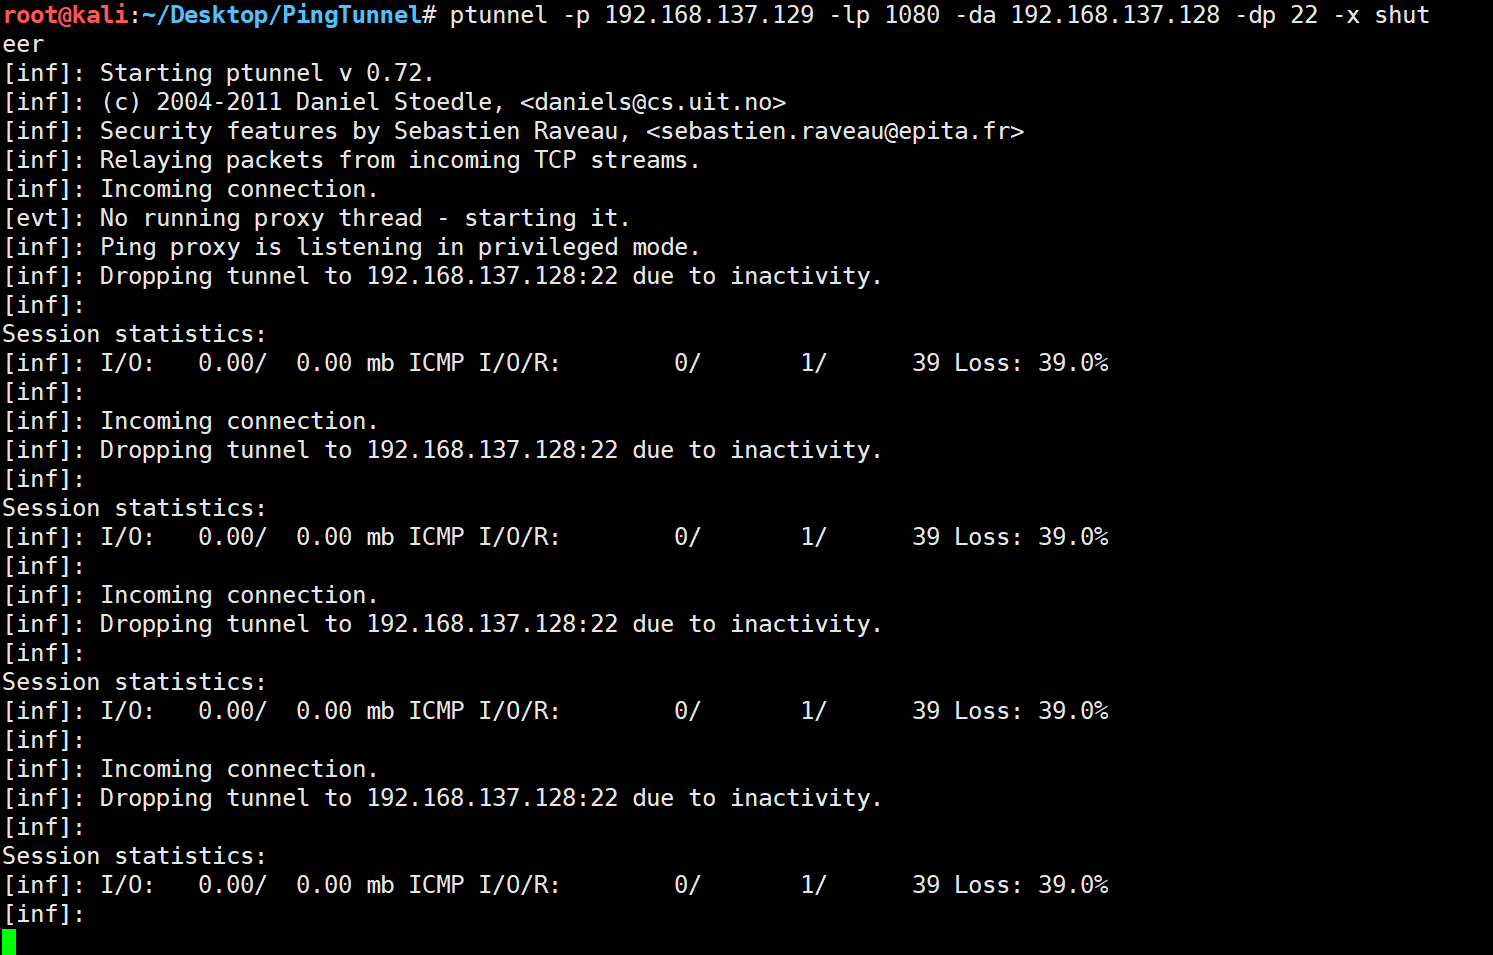 root@kali:~/Desktop/PingTunnel# ptunnel -p 192.168.137.129 -lp 1080 -da 192.168.137.128 -dp 22 -x shut
eer
[inf]: Starting ptunnel v 0.72.
[inf]: (c) 2004-2011 Daniel Stoedle, <daniels@cs.uit.no>
[inf]: Security features by Sebastien Raveau, <sebastien.raveau@epita.fr>
[inf]: Relaying packets from incoming TCP streams.
[inf]: Incoming connection.
[evt]: No running proxy thread - starting it.
[inf]: Ping proxy is listening in privileged mode.
[inf]: Dropping tunnel to 192.168.137.128:22 due to inactivity.
[inf]:
Session statistics:
[inf]: I/O:   0.00/  0.00 mb ICMP I/O/R:        0/       1/      39 Loss: 39.0%
[inf]:
[inf]: Incoming connection.
[inf]: Dropping tunnel to 192.168.137.128:22 due to inactivity.
[inf]:
Session statistics:
[inf]: I/O:   0.00/  0.00 mb ICMP I/O/R:        0/       1/      39 Loss: 39.0%
[inf]:
[inf]: Incoming connection.
[inf]: Dropping tunnel to 192.168.137.128:22 due to inactivity.
[inf]:
Session statistics:
[inf]: I/O:   0.00/  0.00 mb ICMP I/O/R:        0/       1/      39 Loss: 39.0%
[inf]:
[inf]: Incoming connection.
[inf]: Dropping tunnel to 192.168.137.128:22 due to inactivity.
[inf]:
Session statistics:
[inf]: I/O:   0.00/  0.00 mb ICMP I/O/R:        0/       1/      39 Loss: 39.0%
[inf]: